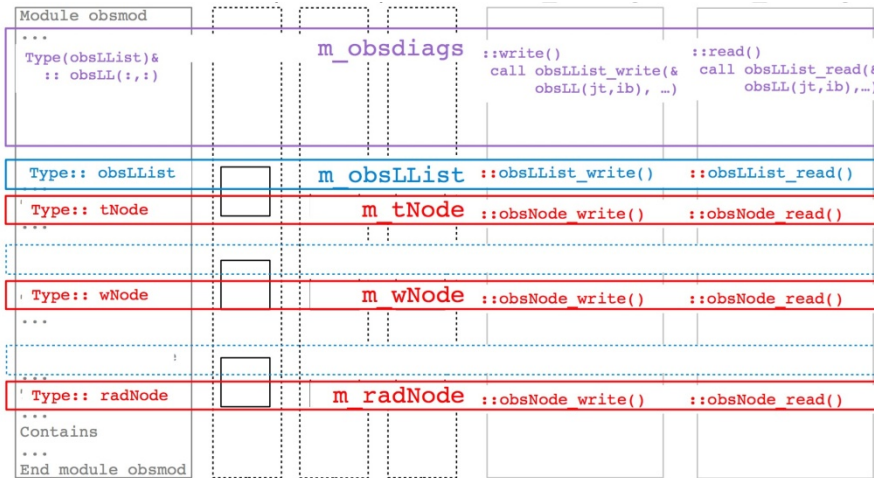 Module obsmod
...
Type(obsLList)& m_obsdiags ::write() ::read()
:: obsLL(:,:) call obsLList_write(& call obsLList_read(&
obsLL(jt,ib), …) obsLL(jt,ib),…)
Type:: obsLList m_obsLList ::obsLList_write() ::obsLList_read()
...
Type:: tNode m_tNode ::obsNode_write() ::obsNode_read()
...
Type:: wNode m_wNode ::obsNode_write() ::obsNode_read()
...
...
Type:: radNode m_radNode ::obsNode_write() ::obsNode_read()
...
Contains
...
End module obsmod